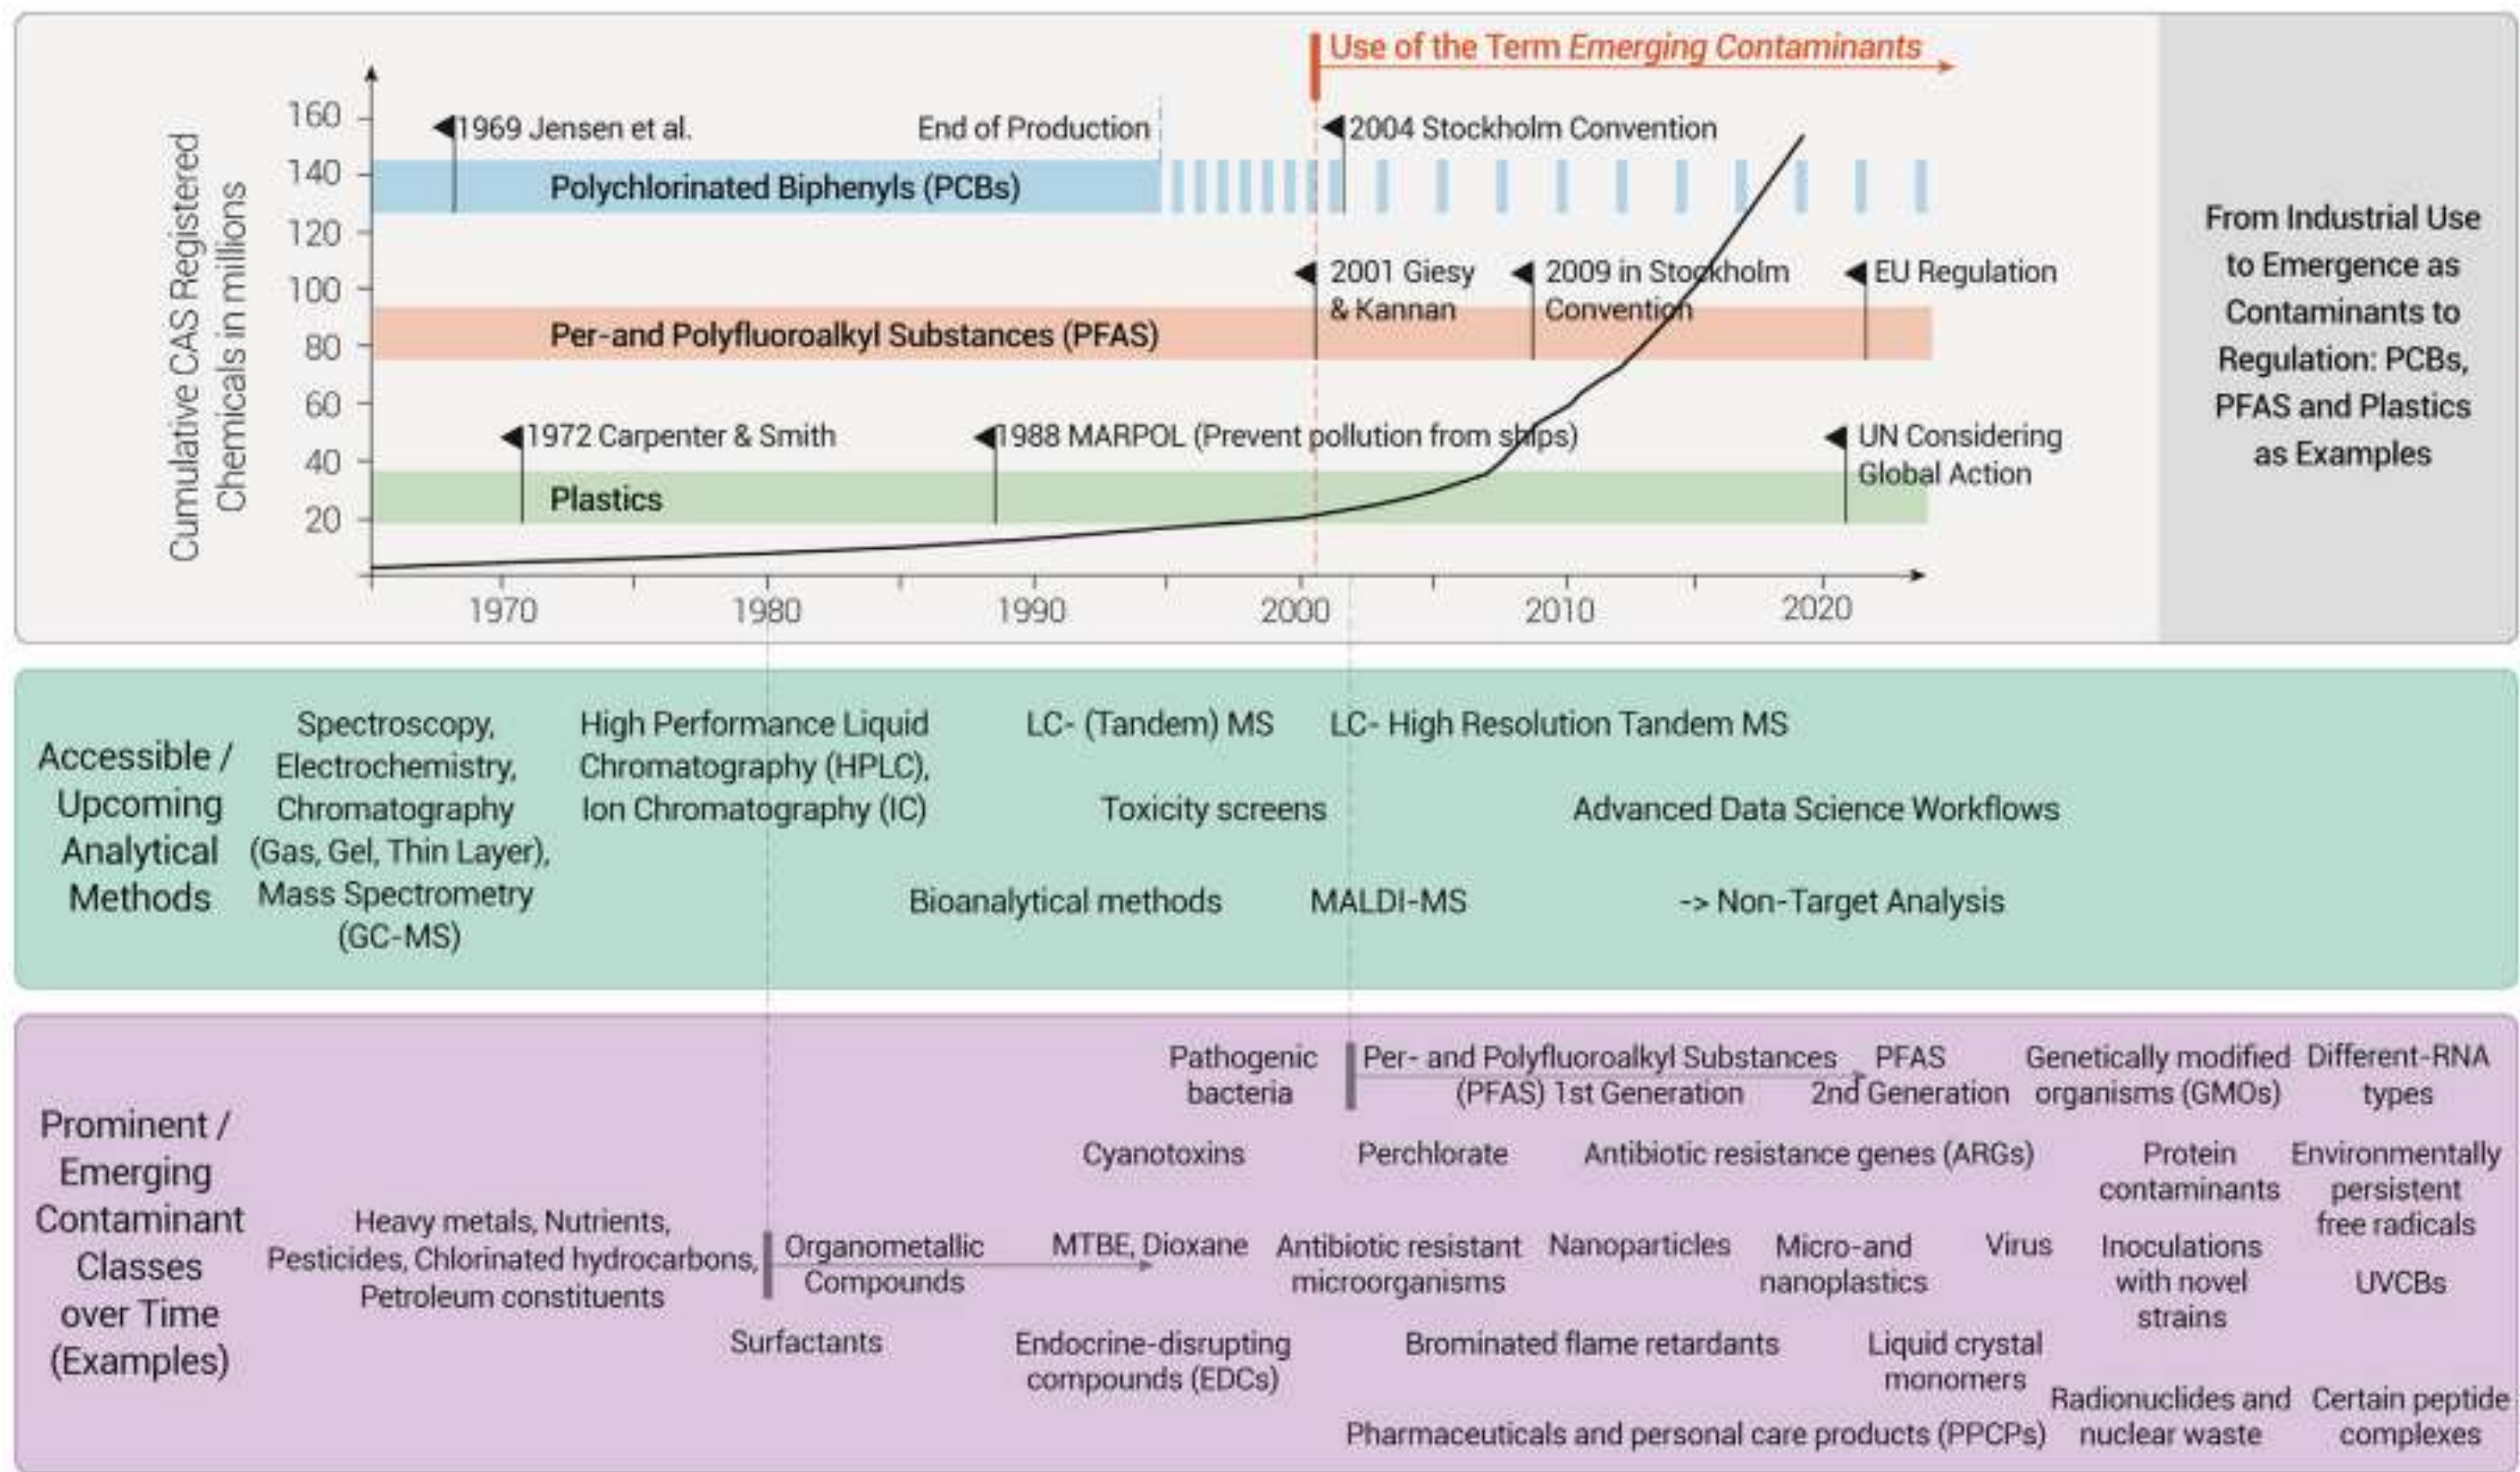 Use of the Term Emerging Contaminants
Cumulative CAS Registered
Chemicals in millions
160
140
120
100
80
60
40
20
1969 Jensen et al.
End of Production
2004 Stockholm Convention
Polychlorinated Biphenyls (PCBs)
2001 Giesy
& Kannan
2009 in Stockholm
Convention
EU Regulation
Per-and Polyfluoroalkyl Substances (PFAS)
1972 Carpenter & Smith
1988 MARPOL (Prevent pollution from ships)
UN Considering
Global Action
Plastics
1970
1980
1990
2000
2010
2020
From Industrial Use
to Emergence as
Contaminants to
Regulation: PCBs,
PFAS and Plastics
as Examples
Accessible /
Upcoming
Analytical
Methods
Spectroscopy,
Electrochemistry,
Chromatography
(Gas, Gel, Thin Layer),
Mass Spectrometry
(GC-MS)
High Performance Liquid
Chromatography (HPLC),
Ion Chromatography (IC)
LC- (Tandem) MS
LC- High Resolution Tandem MS
Toxicity screens
Advanced Data Science Workflows
Bioanalytical methods
MALDI-MS
-> Non-Target Analysis
Prominent /
Emerging
Contaminant
Classes
over Time
(Examples)
Heavy metals, Nutrients,
Pesticides, Chlorinated hydrocarbons,
Petroleum constituents
Pathogenic
bacteria
Per- and Polyfluoroalkyl Substances
(PFAS) 1st Generation
PFAS
2nd Generation
Genetically modified
organisms (GMOs)
Different-RNA
types
Cyanotoxins
Perchlorate
Antibiotic resistance genes (ARGs)
Protein
contaminants
Environmentally
persistent
free radicals
Organometallic
Compounds
MTBE, Dioxane
Antibiotic resistant
microorganisms
Nanoparticles
Micro-and
nanoplastics
Virus
Inoculations
with novel
strains
UVCBs
Surfactants
Endocrine-disrupting
compounds (EDCs)
Brominated flame retardants
Liquid crystal
monomers
Pharmaceuticals and personal care products (PPCPs)
Radionuclides and
nuclear waste
Certain peptide
complexes